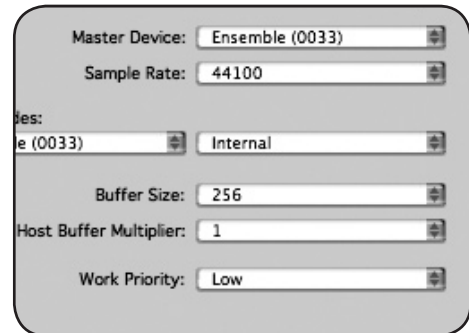 Master Device: Ensemble (0033)
Sample Rate: 44100
des:
le (0033) Internal
Buffer Size: 256
Host Buffer Multiplier: 1
Work Priority: Low